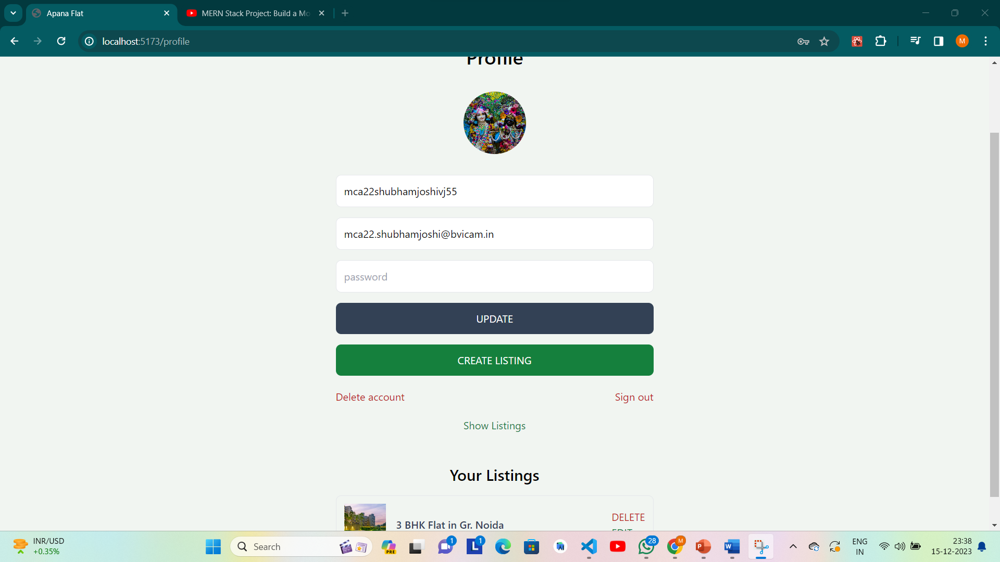 Apana Flat
MERN Stack Project: Build a Mo
localhost:5173/profile
M
Profile
mca22shubhamjoshivj55
mca22.shubhamjoshi@bvicam.in
password
UPDATE
CREATE LISTING
Delete account
Sign out
Show Listings
Your Listings
3 BHK Flat in Gr. Noida
DELETE
EDIT
INR/USD
+0.35%
Search
PRE
1
L
1
28
M
P
W
ENG
IN
23:38
15-12-2023